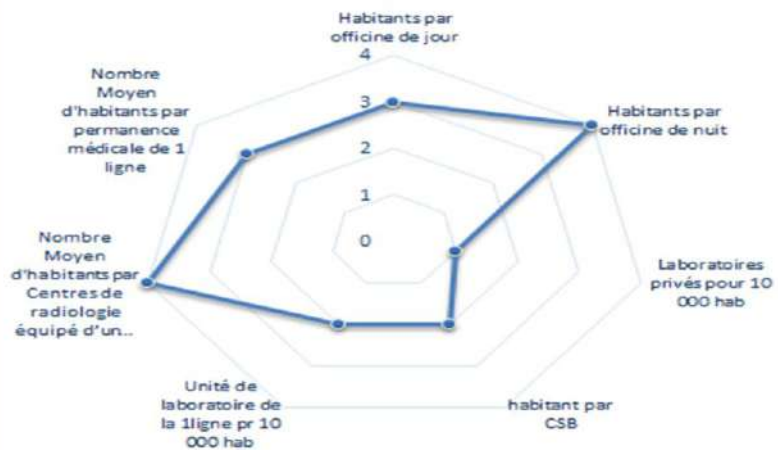 Habitants par
officine de jour
4
3
2
1
0
Habitants par
officine de nuit
Laboratoires
privés pour 10
000 hab
habitant par
CSB
Unité de
laboratoire de
la 1ligne pr 10
000 hab
Nombre
Moyen
d'habitants par
Centres de
radiologie
équipé d'un...
Nombre
Moyen
d'habitants par
permanence
médicale de 1
ligne